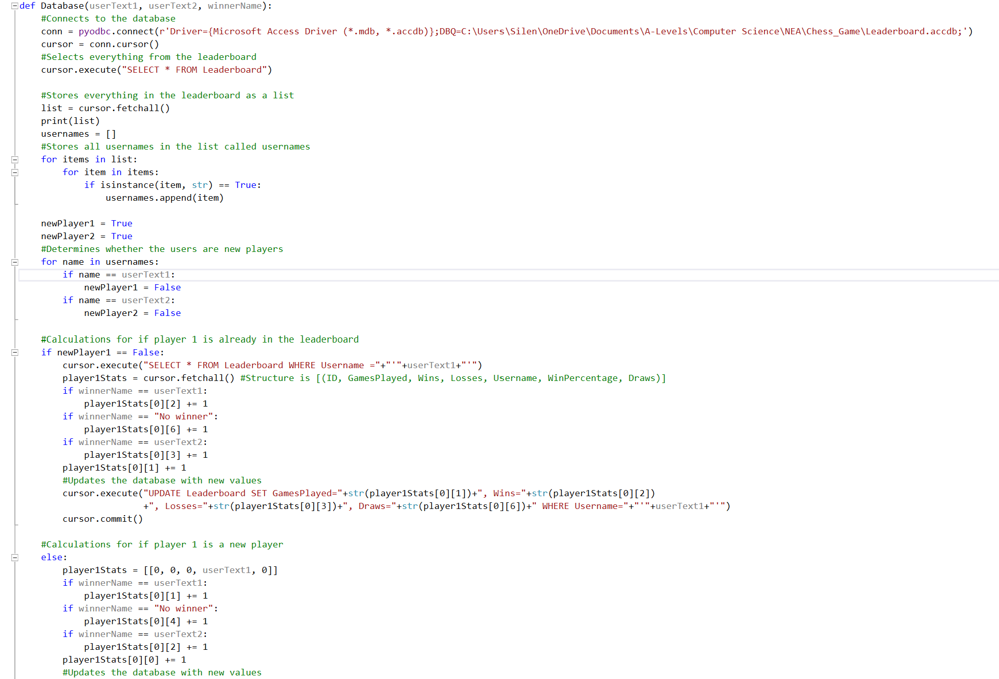 def Database(userText1, userText2, winnerName):
    #Connects to the database
    conn = pyodbc.connect(r'Driver={Microsoft Access Driver (*.mdb, *.accdb)};DBQ=C:\Users\Silen\OneDrive\Documents\A-Levels\Computer Science\NEA\Chess_Game\Leaderboard.accdb;')
    cursor = conn.cursor()
    #Selects everything from the leaderboard
    cursor.execute("SELECT * FROM Leaderboard")

    #Stores everything in the leaderboard as a list
    list = cursor.fetchall()
    print(list)
    usernames = []
    #Stores all usernames in the list called usernames
    for items in list:
        for item in items:
            if isinstance(item, str) == True:
                usernames.append(item)

    newPlayer1 = True
    newPlayer2 = True
    #Determines whether the users are new players
    for name in usernames:
        if name == userText1:
            newPlayer1 = False
        if name == userText2:
            newPlayer2 = False

    #Calculations for if player 1 is already in the leaderboard
    if newPlayer1 == False:
        cursor.execute("SELECT * FROM Leaderboard WHERE Username ="+"'"+userText1+"'")
        player1Stats = cursor.fetchall() #Structure is [(ID, GamesPlayed, Wins, Losses, Username, WinPercentage, Draws)]
        if winnerName == userText1:
            player1Stats[0][2] += 1
        if winnerName == "No winner":
            player1Stats[0][6] += 1
        if winnerName == userText2:
            player1Stats[0][3] += 1
        player1Stats[0][1] += 1
        #Updates the database with new values
        cursor.execute("UPDATE Leaderboard SET GamesPlayed="+str(player1Stats[0][1])+", Wins="+str(player1Stats[0][2])
                       +", Losses="+str(player1Stats[0][3])+", Draws="+str(player1Stats[0][6])+" WHERE Username="+"'"+userText1+"'")
        cursor.commit()

    #Calculations for if player 1 is a new player
    else:
        player1Stats = [[0, 0, 0, userText1, 0]]
        if winnerName == userText1:
            player1Stats[0][1] += 1
        if winnerName == "No winner":
            player1Stats[0][4] += 1
        if winnerName == userText2:
            player1Stats[0][2] += 1
        player1Stats[0][0] += 1
        #Updates the database with new values